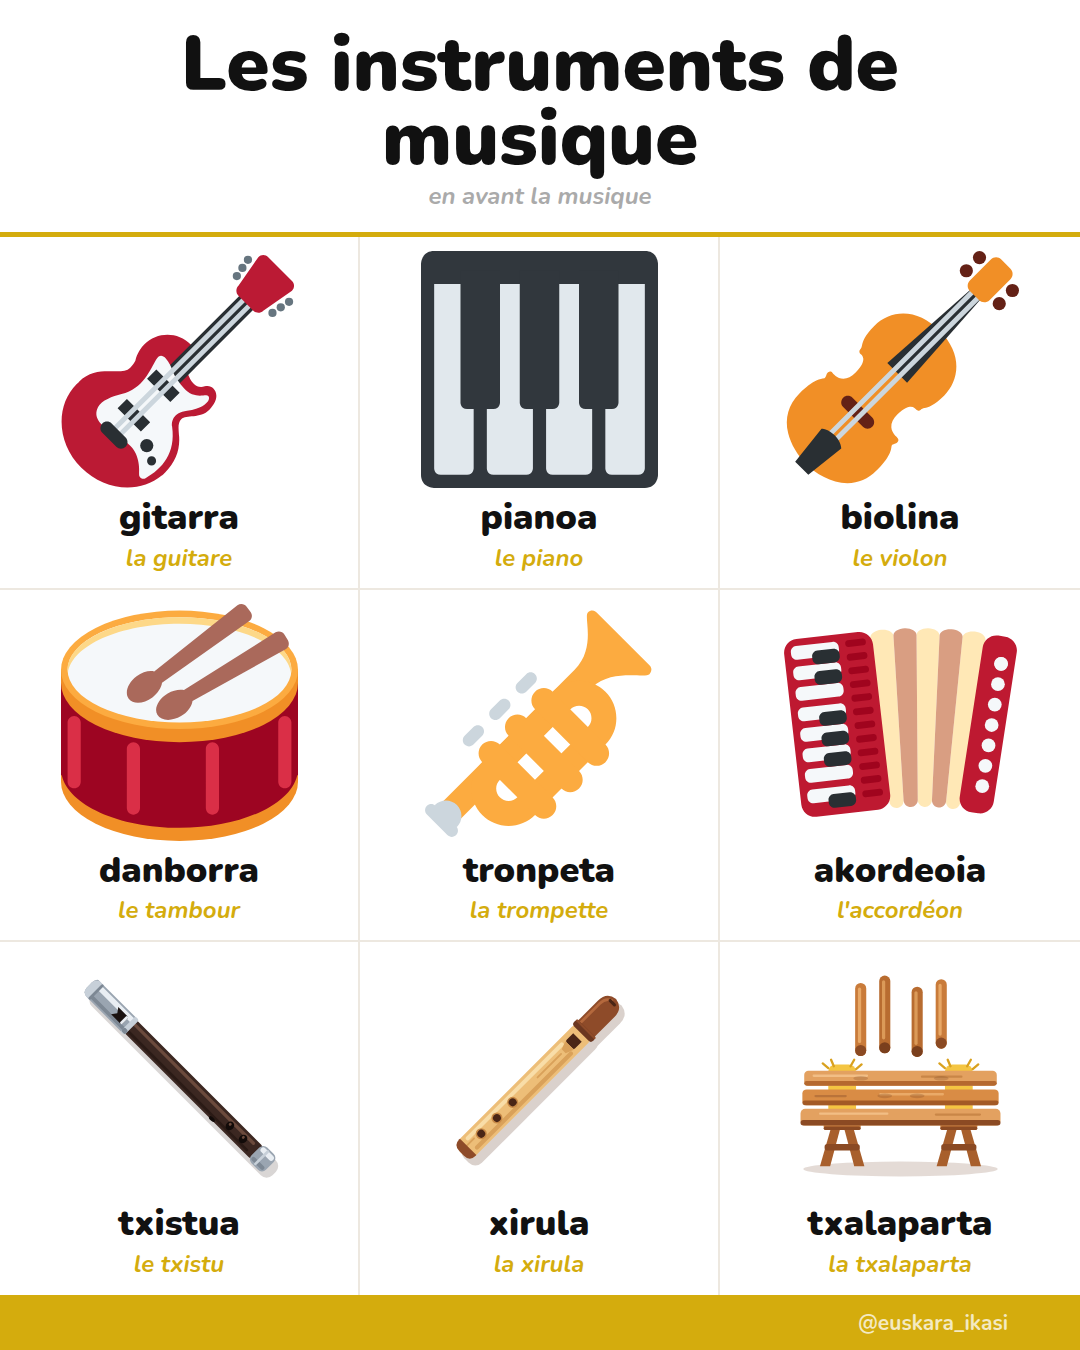 Les instruments de
musique
en avant la musique
gitarra
la guitare
pianoa
le piano
biolina
le violon
danborra
le tambour
tronpeta
la trompette
akordeoia
l'accordéon
txistua
le txistu
xirula
la xirula
txalaparta
la txalaparta
@euskara_ikasi